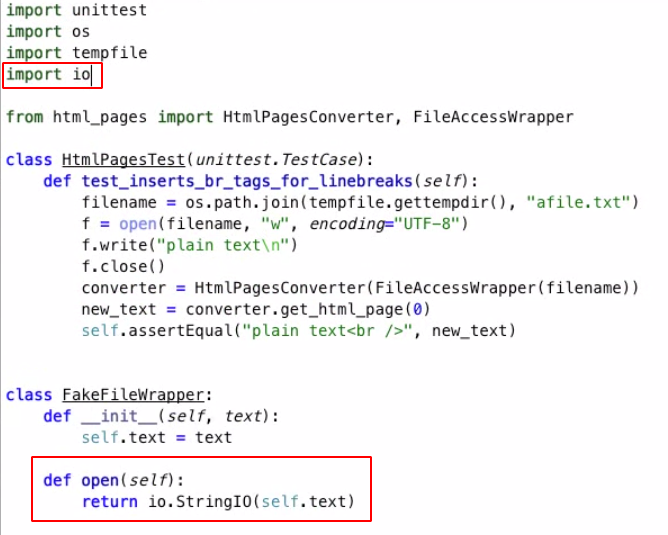 import unittest
import os
import tempfile
import io
from html_pages import HtmlPagesConverter, FileAccessWrapper
class HtmlPagesTest(unittest.TestCase):
    def test_inserts_br_tags_for_linebreaks(self):
        filename = os.path.join(tempfile.gettempdir(), "afile.txt")
        f = open(filename, "w", encoding="UTF-8")
        f.write("plain text\n")
        f.close()
        converter = HtmlPagesConverter(FileAccessWrapper(filename))
        new_text = converter.get_html_page(0)
        self.assertEqual("plain text<br />", new_text)
class FakeFileWrapper:
    def __init__(self, text):
        self.text = text
    def open(self):
        return io.StringIO(self.text)